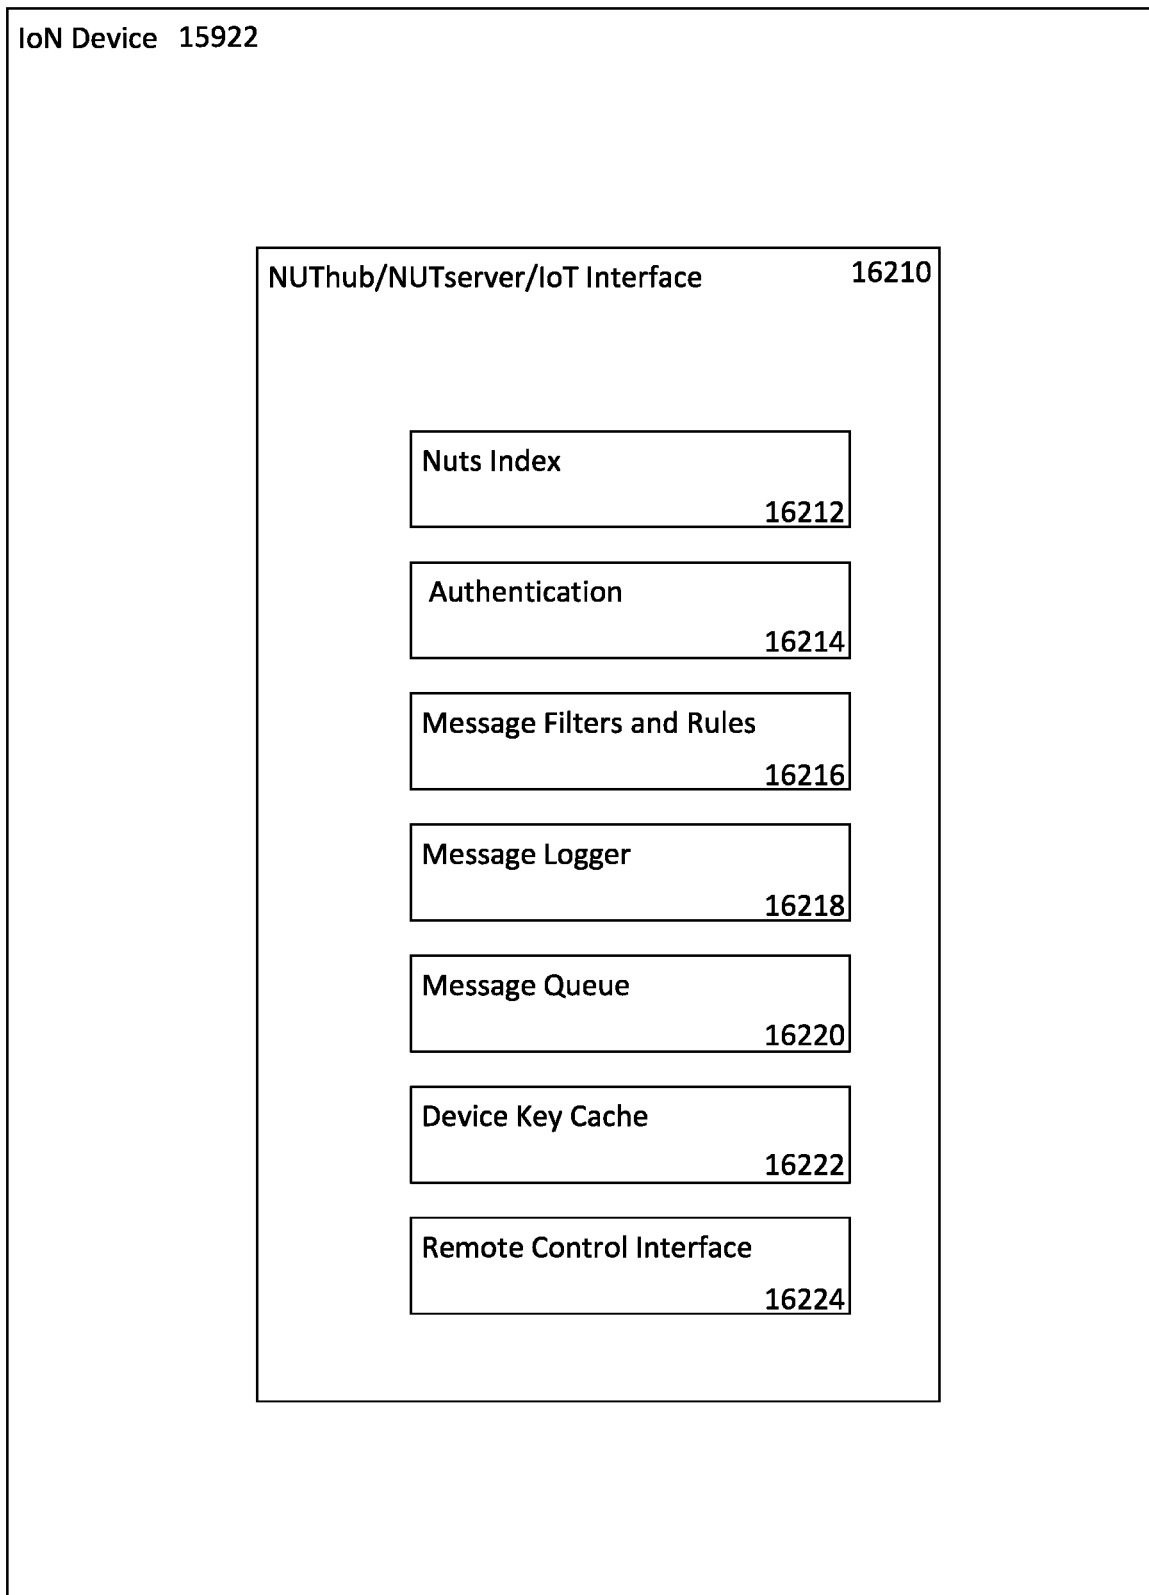 IoN Device 15922
NUThub/NUTserver/IoT Interface 16210
Nuts Index
16212
Authentication
16214
Message Filters and Rules
16216
Message Logger
16218
Message Queue
16220
Device Key Cache
16222
Remote Control Interface
16224